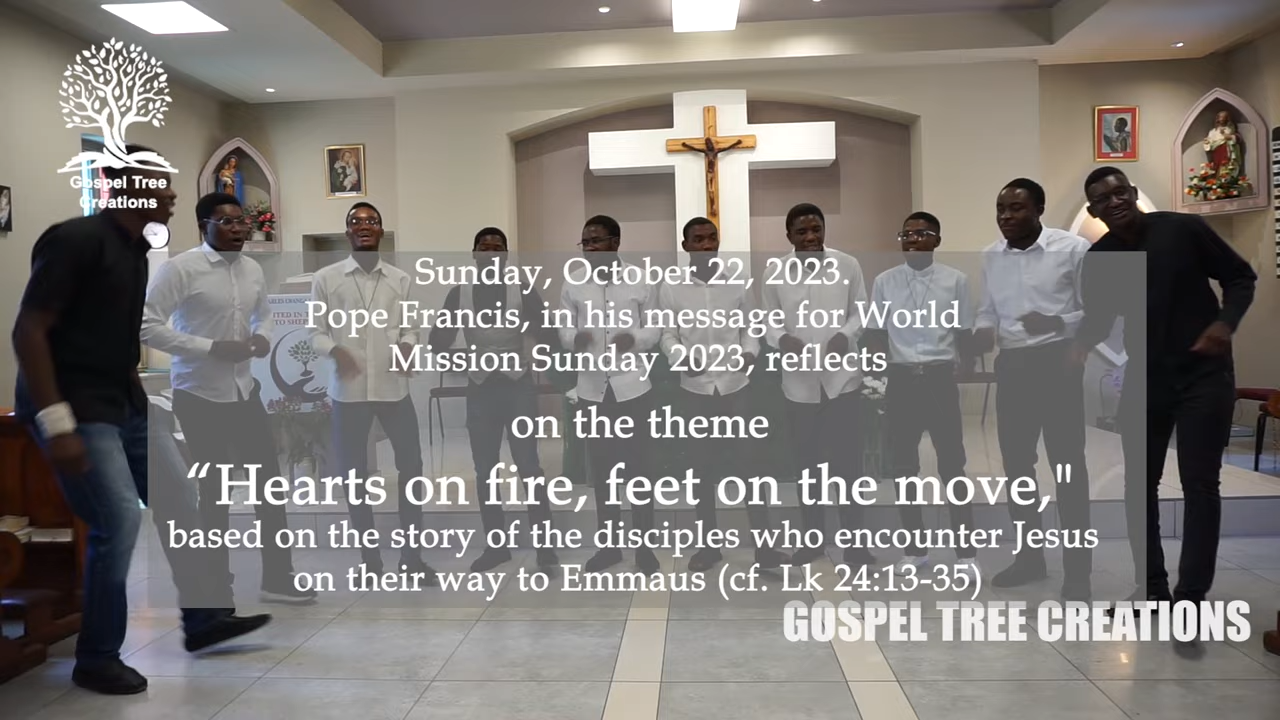 Gospel Tree
Creations
Sunday, October 22, 2023.
Pope Francis, in his message for World
Mission Sunday 2023, reflects
on the theme
“Hearts on fire, feet on the move,"
based on the story of the disciples who encounter Jesus
on their way to Emmaus (cf. Lk 24:13-35)
GOSPEL TREE CREATIONS